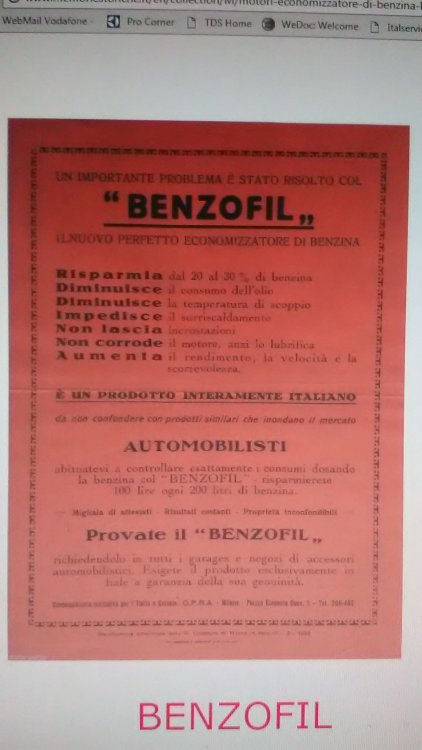 WebMail Vodafone
Pro Corner
TDS Home
WeDoc: Welcome
UN IMPORTANTE PROBLEMA È STATO RISOLTO COL
“ BENZOFIL „
IL NUOVO PERFETTO ECONOMIZZATORE DI BENZINA
Risparmia dal 20 al 30 % di benzina
Diminuisce il consumo dell'olio
Diminuisce la temperatura di scoppio
Impedisce il surriscaldamento
Non lascia incrostazioni
Non corrode il motore, anzi lo lubrifica
Aumenta il rendimento, la velocità e la
scorrevolezza.
È UN PRODOTTO INTERAMENTE ITALIANO
da non confondere con prodotti similari che inondano il mercato
AUTOMOBILISTI
abituatevi a controllare esattamente i consumi dosando
la benzina col "BENZOFIL" - risparmierete
100 lire ogni 200 litri di benzina.
Migliaia di attestati - Risultati costanti - Proprietà inconfondibili
Provate il “ BENZOFIL „
richiedendolo in tutti i garages e negozi di accessori
automobilistici. Esigete il prodotto esclusivamente in
fiale a garanzia della sua genuinità.
per l'Italia e Colonie O.P.R.A. - Milano
BENZOFIL